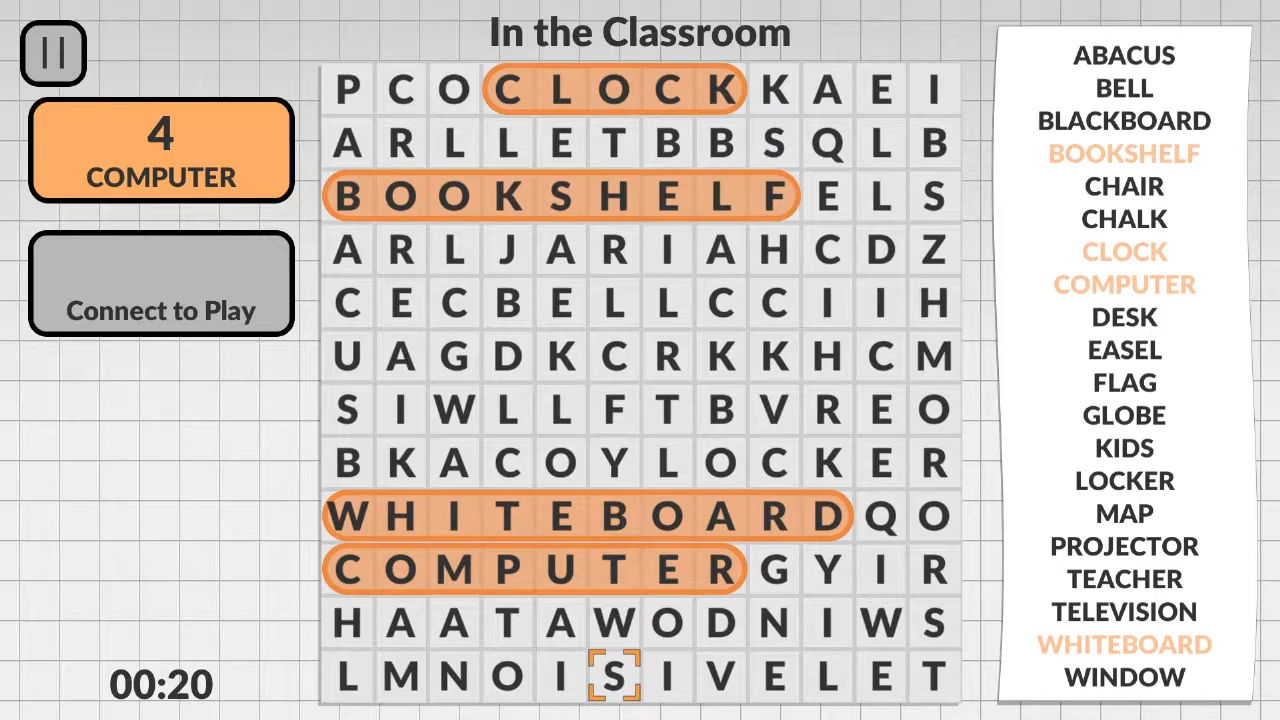 In the Classroom
4
COMPUTER
Connect to Play
00:20
P C O C L O C K K A E I
A R L L E T B B S Q L B
B O O K S H E L F E L S
A R L J A R I A H C D Z
C E C B E L L C C I I H
U A G D K C R K K H C M
S I W L L F T B V R E O
B K A C O Y L O C K E R
W H I T E B O A R D Q O
C O M P U T E R G Y I R
H A A T A W O D N I W S
L M N O I S I V E L E T
ABACUS
BELL
BLACKBOARD
BOOKSHELF
CHAIR
CHALK
CLOCK
COMPUTER
DESK
EASEL
FLAG
GLOBE
KIDS
LOCKER
MAP
PROJECTOR
TEACHER
TELEVISION
WHITEBOARD
WINDOW